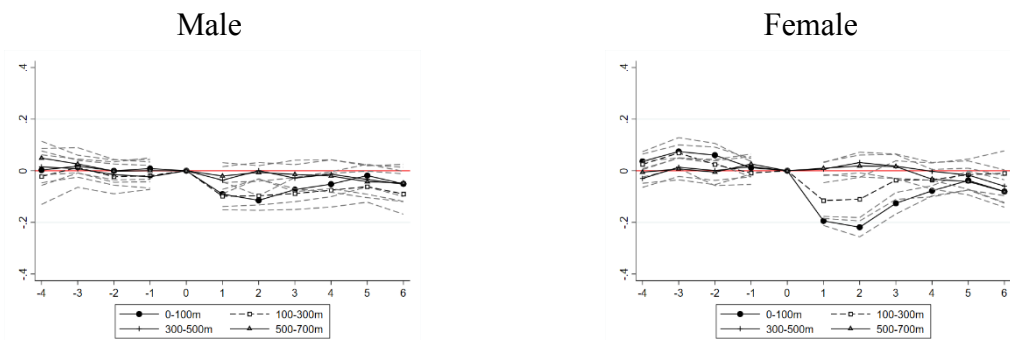 Male Female
.4 .4
.2 .2
0 0
-.2 -.2
-.4 -.4
-4 -3 -2 -1 0 1 2 3 4 5 6 -4 -3 -2 -1 0 1 2 3 4 5 6
0-100m 100-300m 0-100m 100-300m
300-500m 500-700m 300-500m 500-700m